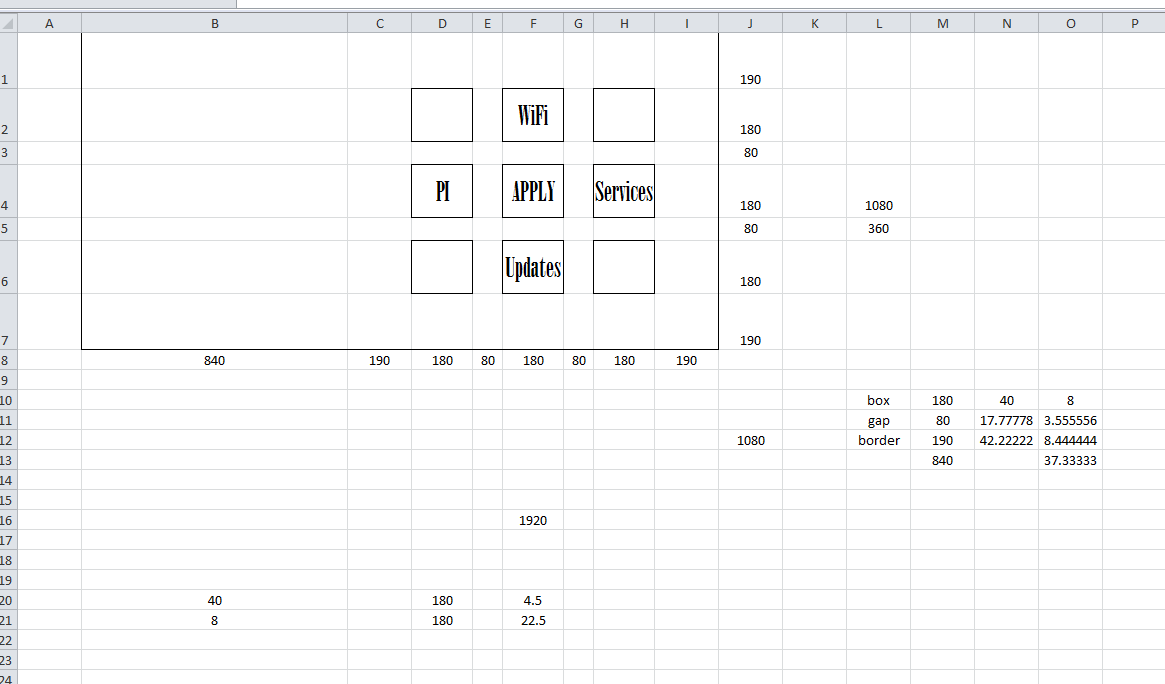 A B C D E F G H I J K L M N O P
1 190
2 WiFi 180
3 80
4 PI APPLY Services 180 1080
5 80 360
6 Updates 180
7 190
8 840 190 180 80 180 80 180 190
9
10 box 180 40 8
11 gap 80 17.77778 3.555556
12 1080 border 190 42.22222 8.444444
13 840 37.33333
14
15
16 1920
17
18
19
20 40 180 4.5
21 8 180 22.5
22
23
24